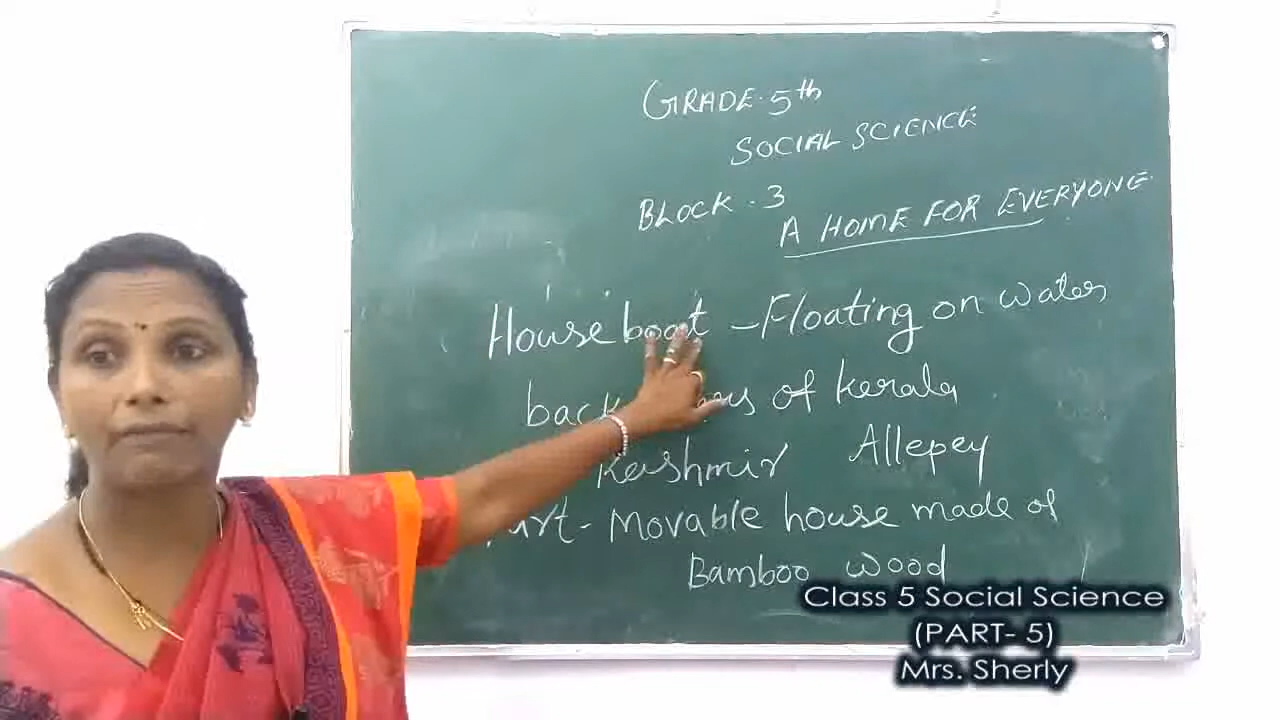 GRADE. 5th
SOCIAL SCIENCE
BLOCK . 3
A HOME FOR EVERYONE.
House boat - Floating on water
of kerala
Kashmir Allepey
- Movable house made of
Bamboo wood
Class 5 Social Science
(PART- 5)
Mrs. Sherly